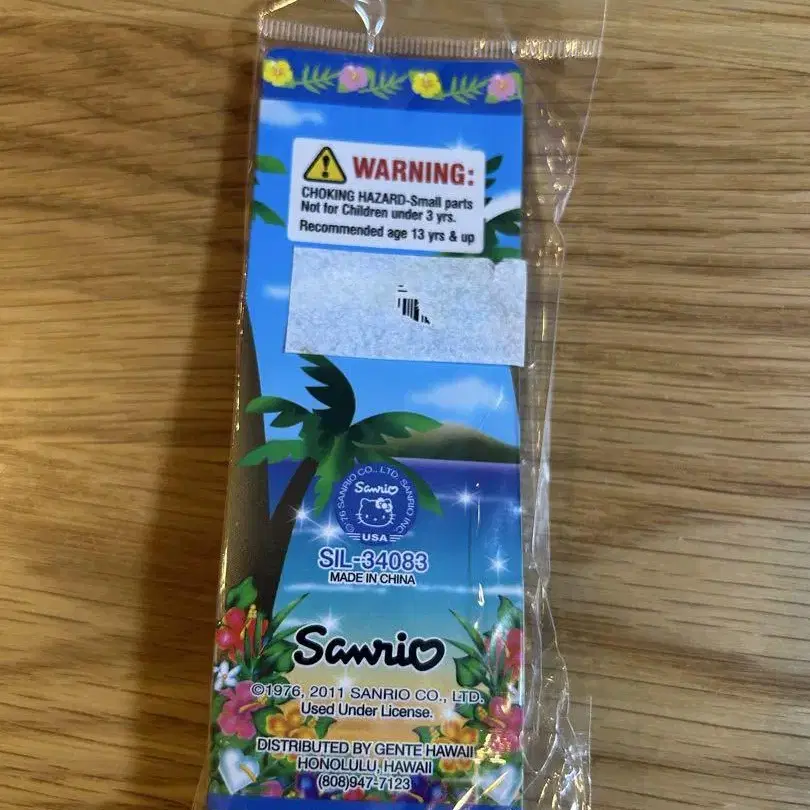 WARNING:
CHOKING HAZARD-Small parts
Not for Children under 3 yrs.
Recommended age 13 yrs & up
© '76 SANRIO CO., LTD. SANRIO INC.
Sanrio
USA
SIL-34083
MADE IN CHINA
Sanrio
©1976, 2011 SANRIO CO., LTD.
Used Under License.
DISTRIBUTED BY GENTE HAWAII
HONOLULU, HAWAII
(808)947-7123